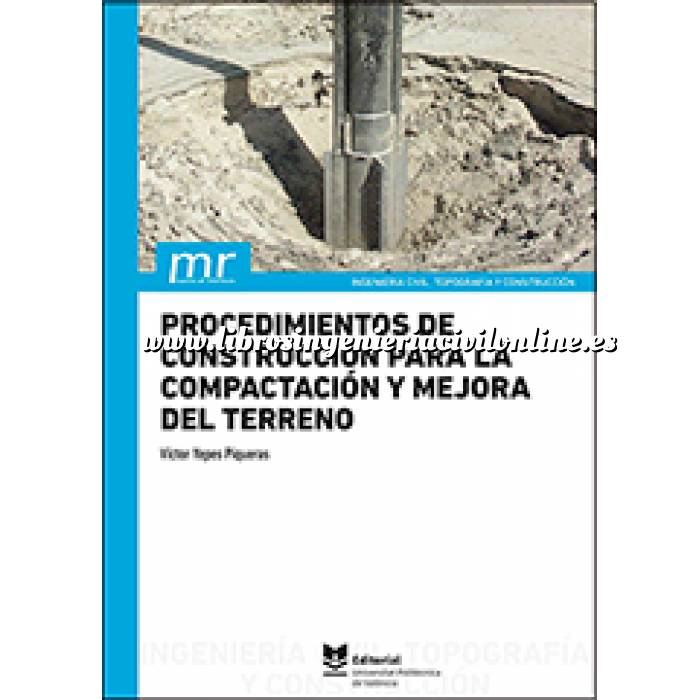 mr
INGENIERÍA CIVIL, TOPOGRAFÍA Y CONSTRUCCIÓN
PROCEDIMIENTOS DE
www.librosingenieriacivilonline.es
CONSTRUCCIÓN PARA LA
COMPACTACIÓN Y MEJORA
DEL TERRENO
Víctor Yepes Piqueras
INGENIERÍA CIVIL, TOPOGRAFÍA
Y CONSTRUCCIÓN
Editorial
Universitat Politècnica
de València